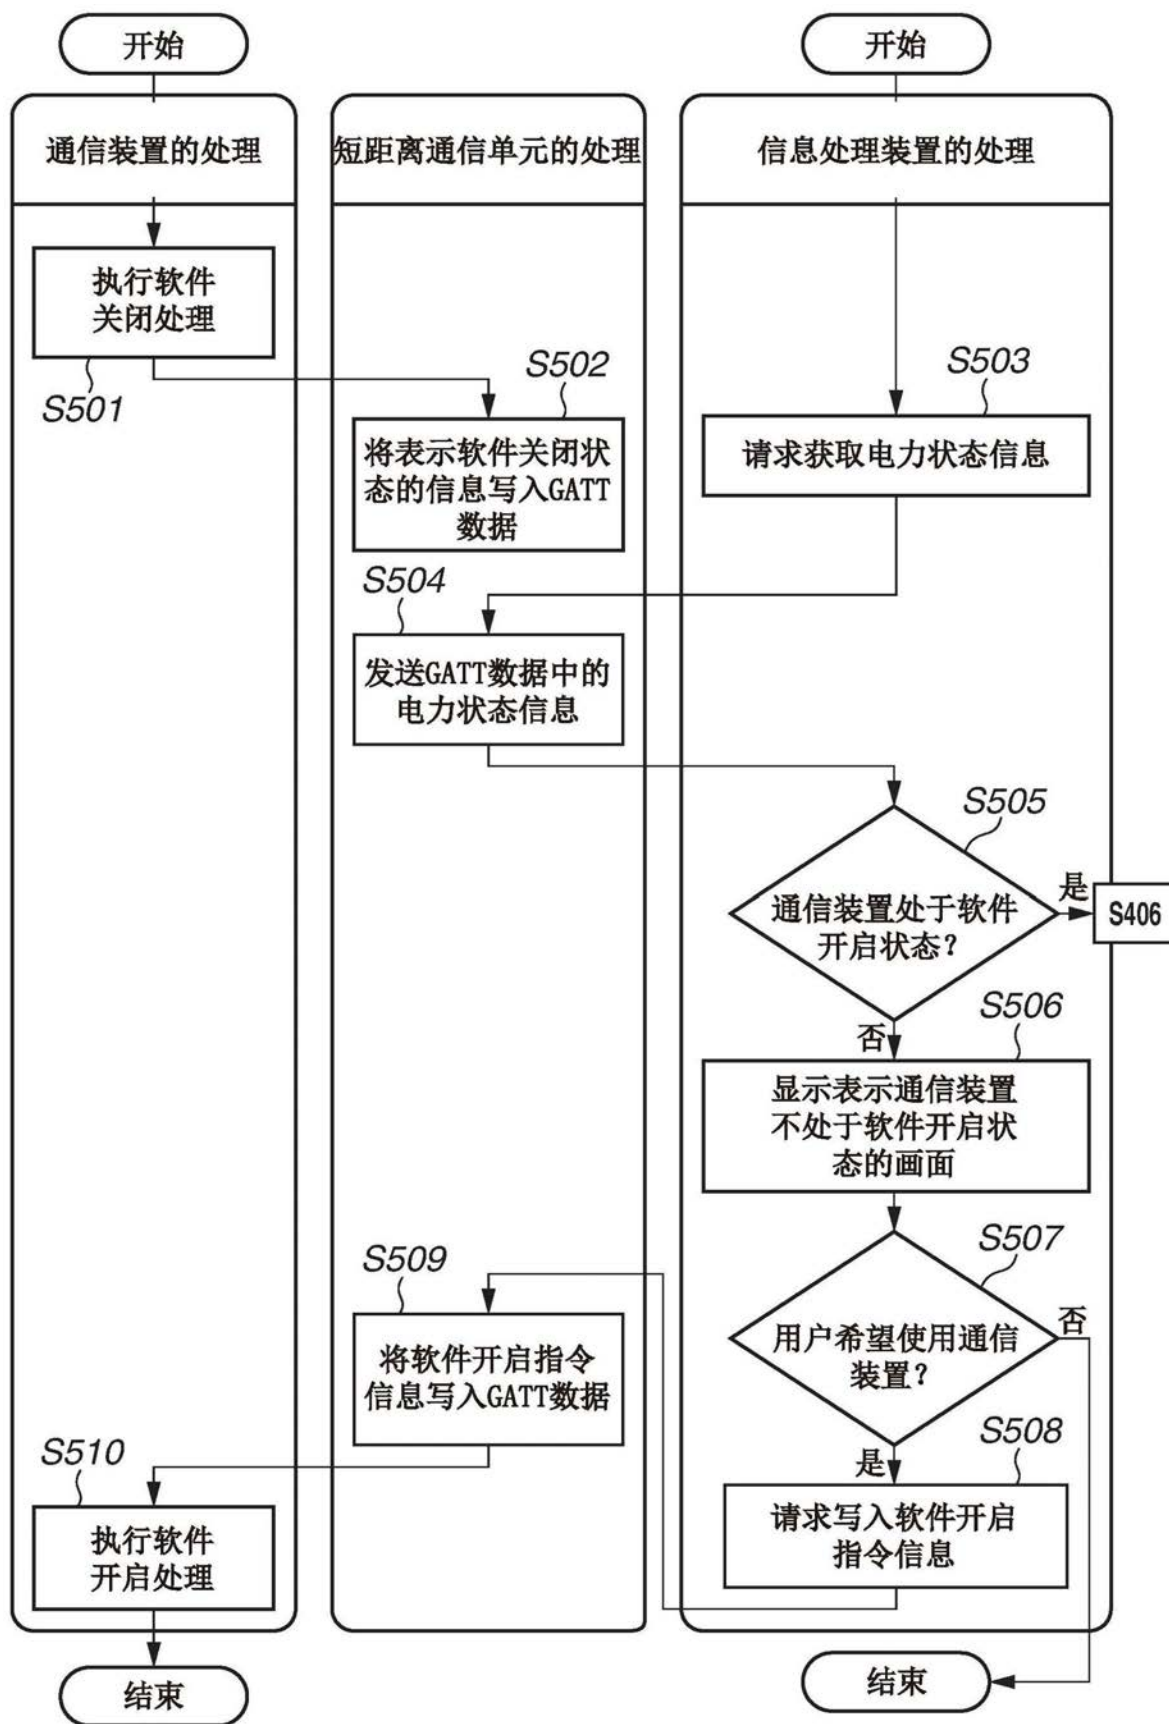 开始
开始
通信装置的处理
短距离通信单元的处理
信息处理装置的处理
执行软件
关闭处理
S501
S502
将表示软件关闭状
态的信息写入GATT
数据
S503
请求获取电力状态信息
S504
发送GATT数据中的
电力状态信息
S505
通信装置处于软件
开启状态?
是
S406
否
S506
显示表示通信装置
不处于软件开启状
态的画面
S507
用户希望使用通信
装置?
否
是
S508
请求写入软件开启
指令信息
S509
将软件开启指令
信息写入GATT数据
S510
执行软件
开启处理
结束
结束